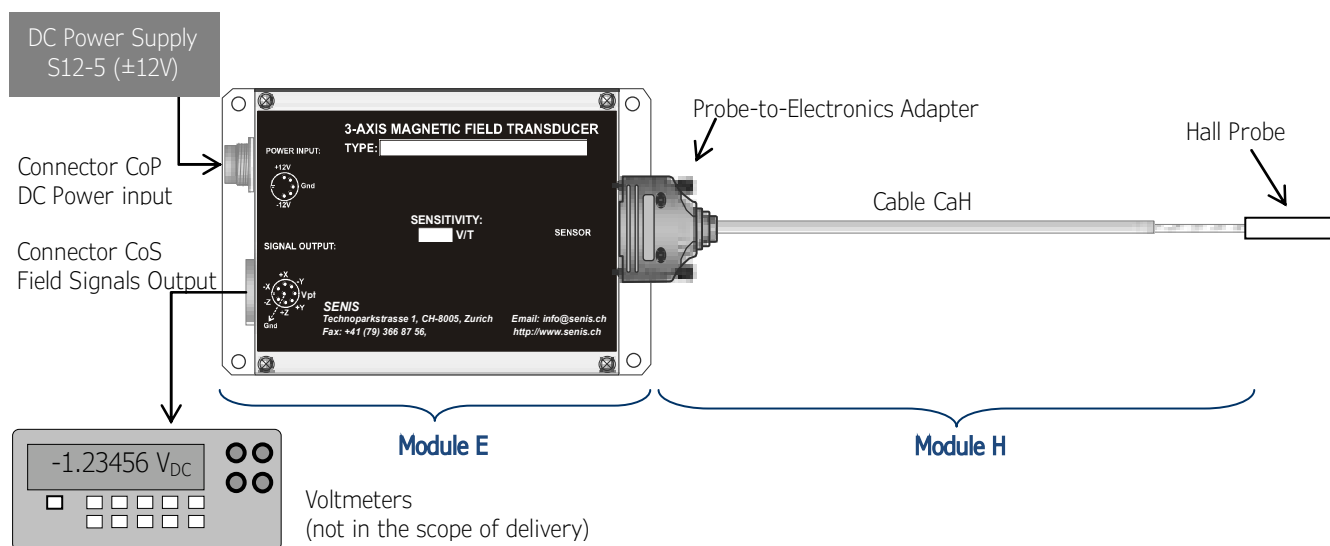 DC Power Supply
S12-5 (±12V)
Connector CoP
DC Power input
Connector CoS
Field Signals Output
3-AXIS MAGNETIC FIELD TRANSDUCER
POWER INPUT:
TYPE:
+12V
Gnd
-12V
SENSITIVITY:
V/T
SENSOR
SIGNAL OUTPUT:
+X
-X
-Y
Vpt
-Z
+Y
+Z
Gnd
SENIS
Technoparkstrasse 1, CH-8005, Zurich
Email: info@senis.ch
Fax: +41 (79) 366 87 56,
http://www.senis.ch
Probe-to-Electronics Adapter
Hall Probe
Cable CaH
Module E
Module H
-1.23456 VDC
Voltmeters
(not in the scope of delivery)